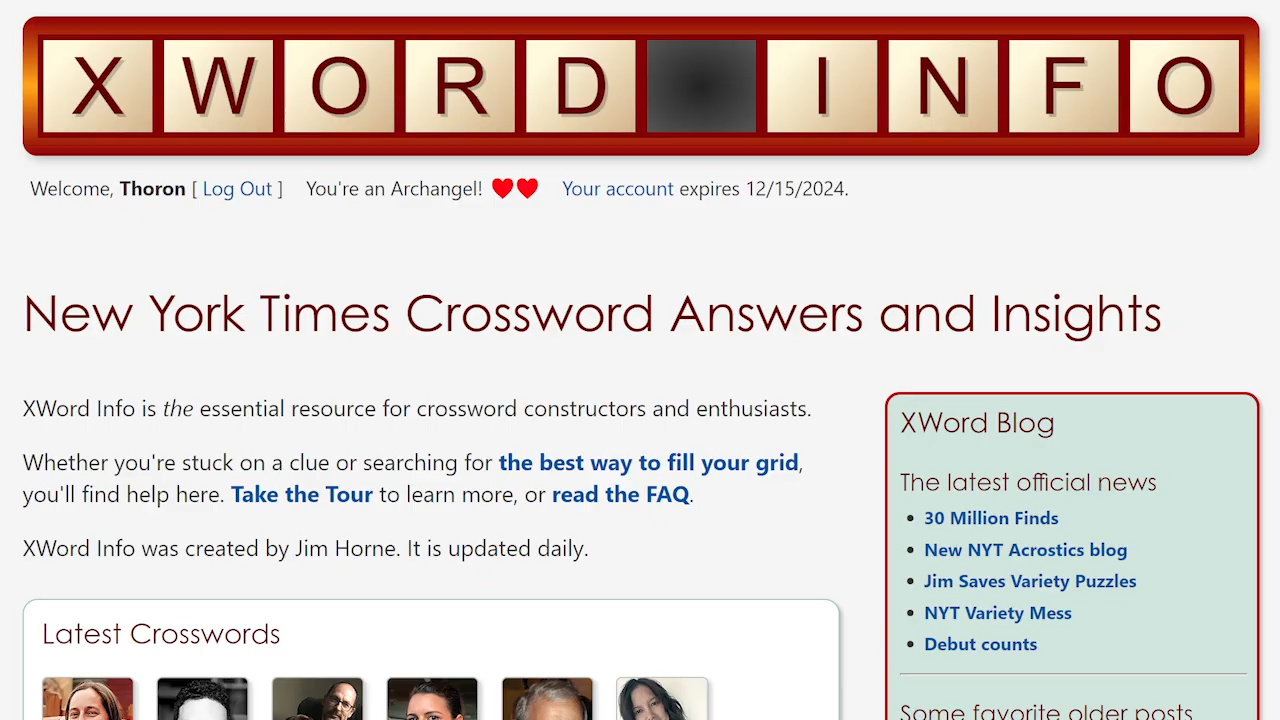 XWORD INFO
Welcome, Thoron [ Log Out ] You're an Archangel! Your account expires 12/15/2024.
New York Times Crossword Answers and Insights
XWord Info is the essential resource for crossword constructors and enthusiasts.
Whether you're stuck on a clue or searching for the best way to fill your grid,
you'll find help here. Take the Tour to learn more, or read the FAQ.
XWord Info was created by Jim Horne. It is updated daily.
Latest Crosswords
XWord Blog
The latest official news
• 30 Million Finds
• New NYT Acrostics blog
• Jim Saves Variety Puzzles
• NYT Variety Mess
• Debut counts
Some favorite older posts